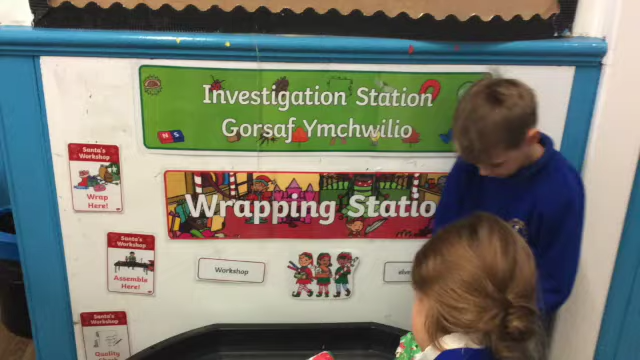 Investigation Station
Gorsaf Ymchwilio
N S
Santa's
Workshop
Wrap
Here!
Wrapping Statio
Santa's
Workshop
Assemble
Here!
Workshop
Santa's
Workshop
Quality